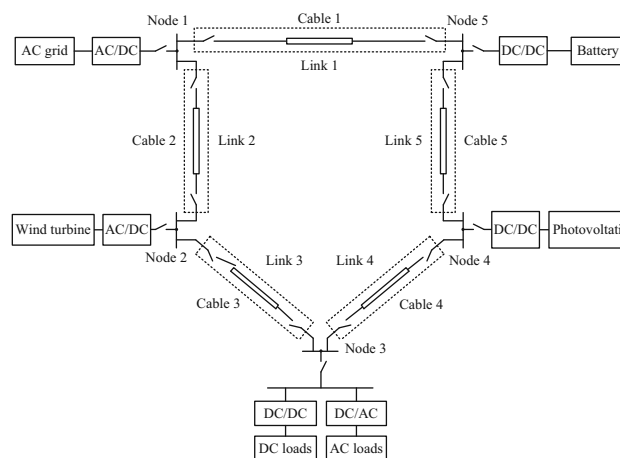 Cable 1
Node 1
Node 5
AC grid
AC/DC
DC/DC
Battery
Link 1
Cable 2
Link 2
Link 5
Cable 5
Wind turbine
AC/DC
DC/DC
Photovoltati
Node 2
Link 3
Link 4
Node 4
Cable 3
Cable 4
Node 3
DC/DC
DC/AC
DC loads
AC loads